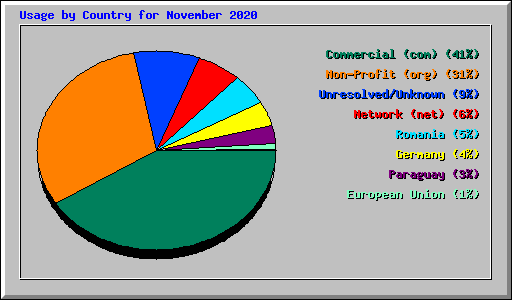 Usage by Country for November 2020
Commercial (com) (41%)
Non-Profit (org) (31%)
Unresolved/Unknown (9%)
Network (net) (6%)
Romania (5%)
Germany (4%)
Paraguay (3%)
European Union (1%)